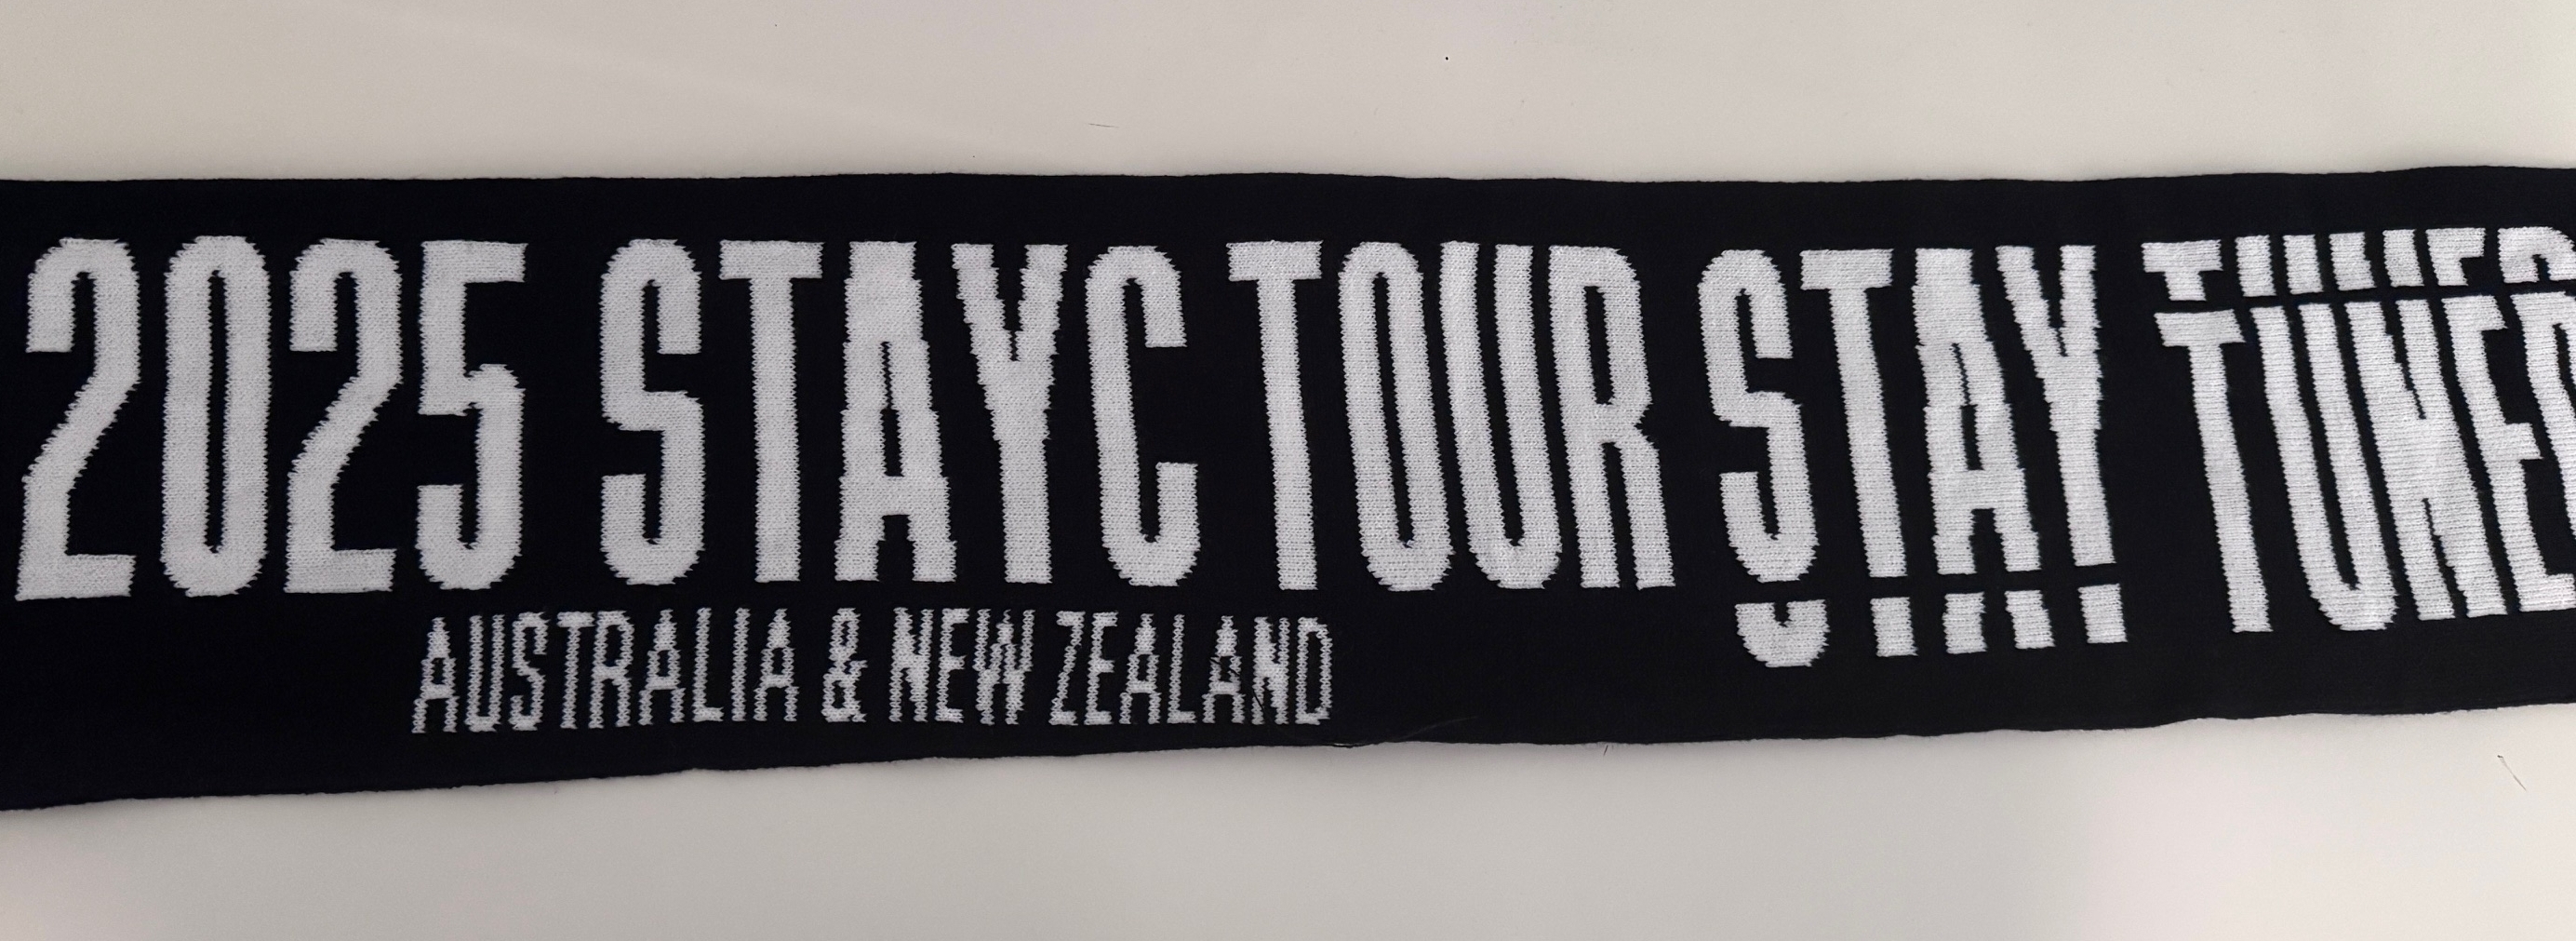 2025 STAYC TOUR STAY TUNED
AUSTRALIA & NEW ZEALAND